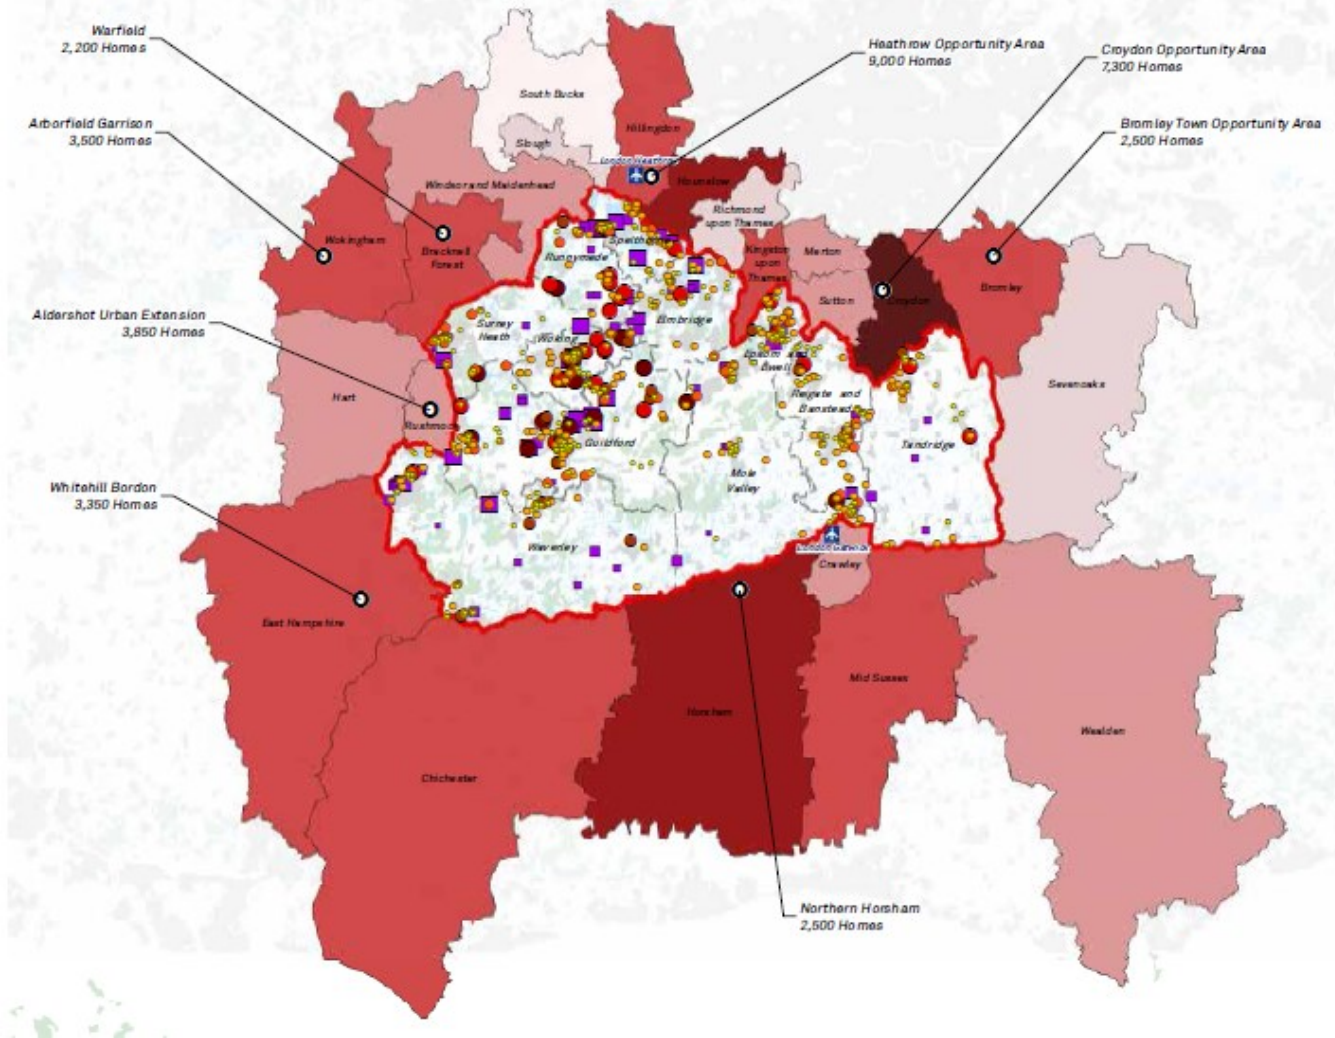 Warfield
2,200 Homes
Heathrow Opportunity Area
9,000 Homes
Croydon Opportunity Area
7,300 Homes
Arborfield Garrison
3,500 Homes
Bromley Town Opportunity Area
2,500 Homes
South Bucks
Hillingdon
Slough
London Heathrow
Hounslow
Windsor and Maidenhead
Richmond
upon Thames
Wokingham
Bracknell
Forest
Spelthorne
Runnymede
Kingston
upon
Thames
Merton
Sutton
Croydon
Bromley
Aldershot Urban Extension
3,850 Homes
Surrey
Heath
Woking
Elmbridge
Epsom and
Ewell
Reigate and
Banstead
Sevenoaks
Hart
Rushmoor
Guildford
Tandridge
Mole
Valley
Whitehill Bordon
3,350 Homes
Waverley
London Gatwick
Crawley
East Hampshire
Mid Sussex
Horsham
Wealden
Chichester
Northern Horsham
2,500 Homes